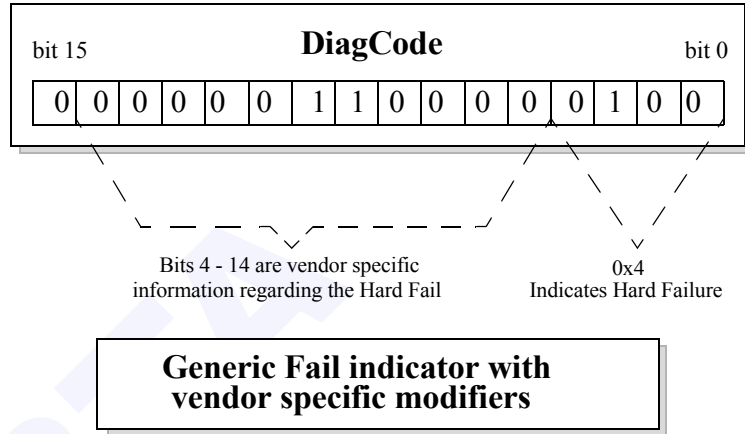 DiagCode
bit 15 bit 0
0 0 0 0 0 0 1 1 0 0 0 0 0 1 0 0
Bits 4 - 14 are vendor specific
information regarding the Hard Fail
0x4
Indicates Hard Failure
Generic Fail indicator with
vendor specific modifiers